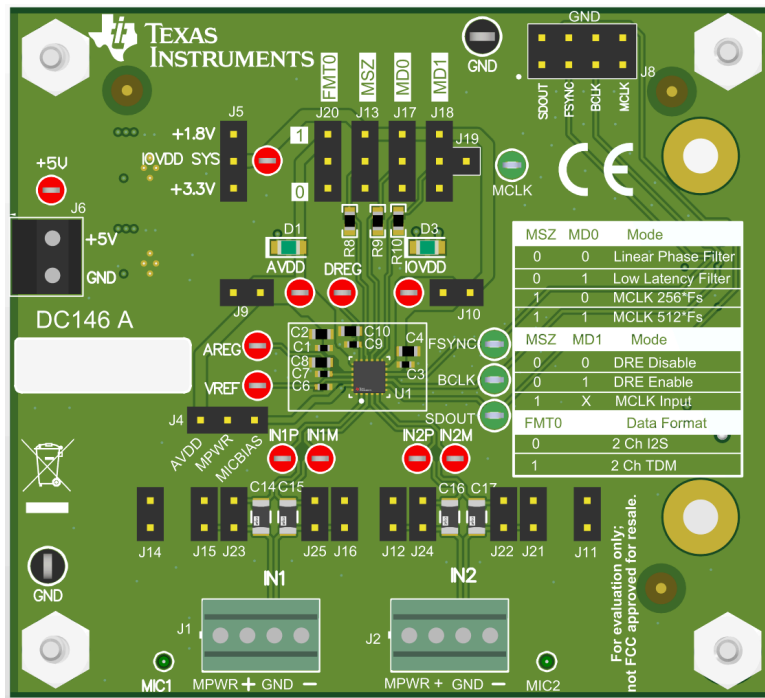 TEXAS
INSTRUMENTS
GND
GND
J8
SDOUT
FSYNC
BCLK
MCLK
FMT0
MSZ
MD0
MD1
J5
J20
J13
J17
J18
J19
+1.8V
IOVDD SYS
+3.3V
1
0
MCLK
+5V
J6
+5V
GND
R8
R9
R10
D1
AVDD
DREG
D3
IOVDD
J9
J10
MSZ MD0 Mode
0 0 Linear Phase Filter
0 1 Low Latency Filter
1 0 MCLK 256*Fs
1 1 MCLK 512*Fs
MSZ MD1 Mode
0 0 DRE Disable
0 1 DRE Enable
1 X MCLK Input
FMT0 Data Format
0 2 Ch I2S
1 2 Ch TDM
DC146 A
AREG
VREF
C2
C1
C8
C7
C6
C10
C9
C4
C3
U1
FSYNC
BCLK
SDOUT
J4
AVDD
MPWR
MICBIAS
IN1P
IN1M
IN2P
IN2M
C14
C15
C16
C17
J14
J15
J23
J25
J16
J12
J24
J22
J21
J11
GND
IN1
IN2
J1
J2
For evaluation only;
not FCC approved for resale.
MIC1
MPWR + GND −
MPWR + GND −
MIC2